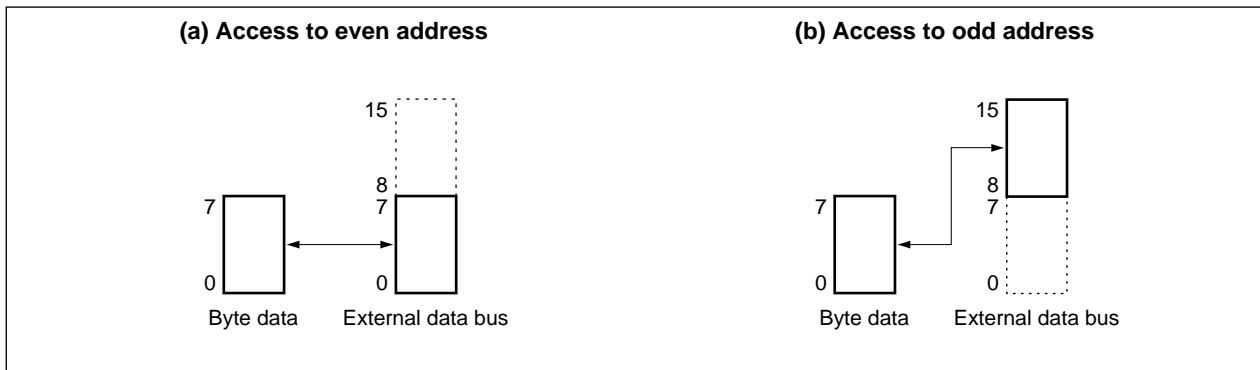 (a) Access to even address
15
8
7
7
0
0
Byte data
External data bus
(b) Access to odd address
15
8
7
7
0
0
Byte data
External data bus